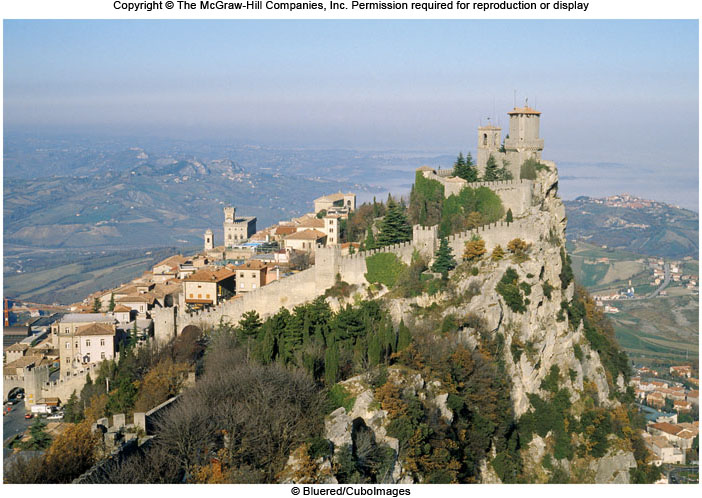 Copyright © The McGraw-Hill Companies, Inc. Permission required for reproduction or display
© Bluered/CuboImages